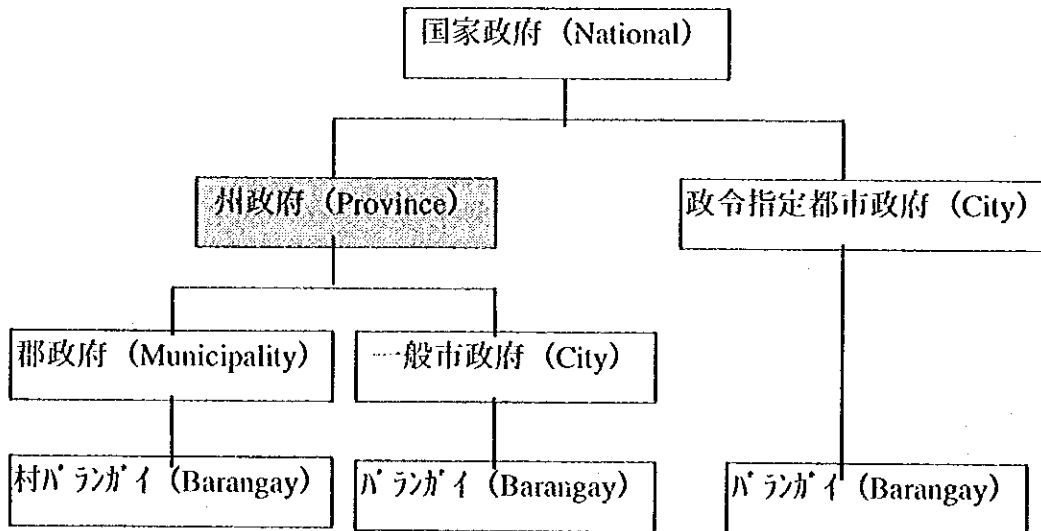 国家政府 (National)
州政府 (Province)
政令指定都市政府 (City)
郡政府 (Municipality)
一般市政府 (City)
村バランガイ (Barangay)
バランガイ (Barangay)
バランガイ (Barangay)